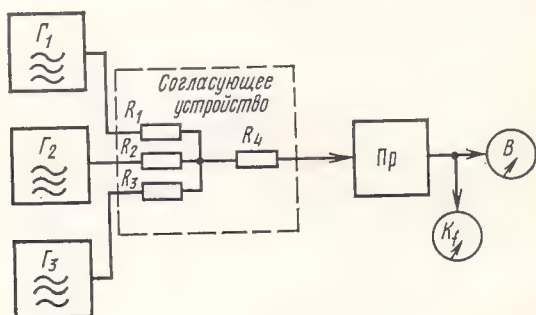 Г1
Согласующее
устройство
R1
R2
R3
R4
Г2
Г3
Пр
В
Kf